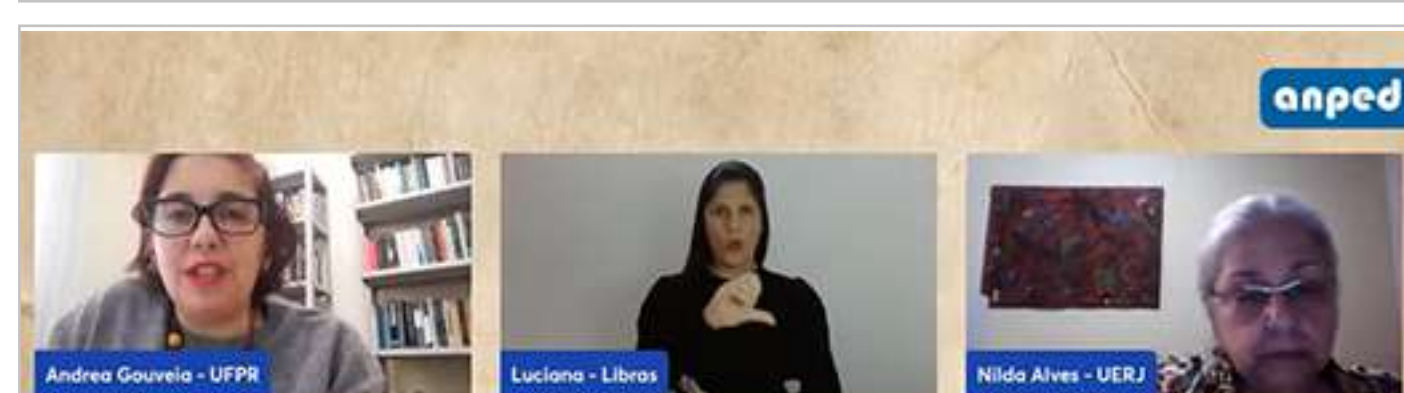 anped
Andrea Gouveia - UFPR
Luciana - Libras
Nilda Alves - UERJ